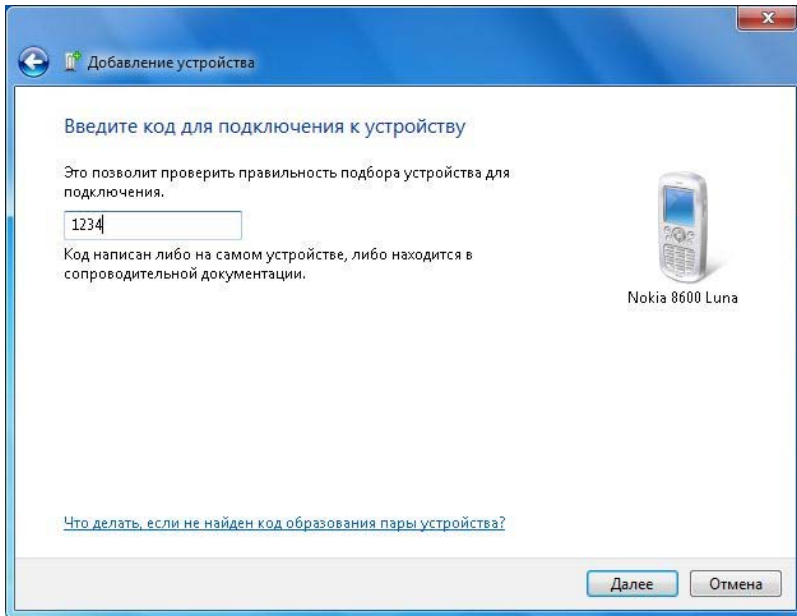 Добавление устройства
Введите код для подключения к устройству
Это позволит проверить правильность подбора устройства для
подключения.
1234
Код написан либо на самом устройстве, либо находится в
сопроводительной документации.
Nokia 8600 Luna
Что делать, если не найден код образования пары устройства?
Далее
Отмена